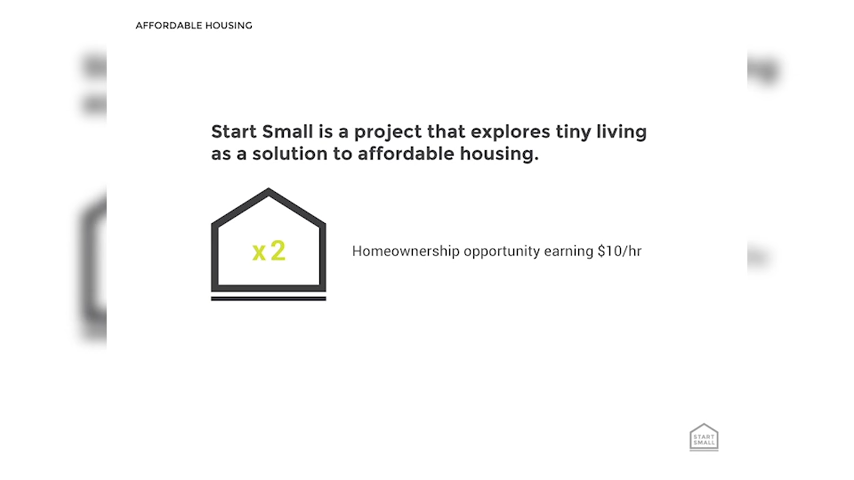 AFFORDABLE HOUSING
Start Small is a project that explores tiny living
as a solution to affordable housing.
x2
Homeownership opportunity earning $10/hr
START
SMALL